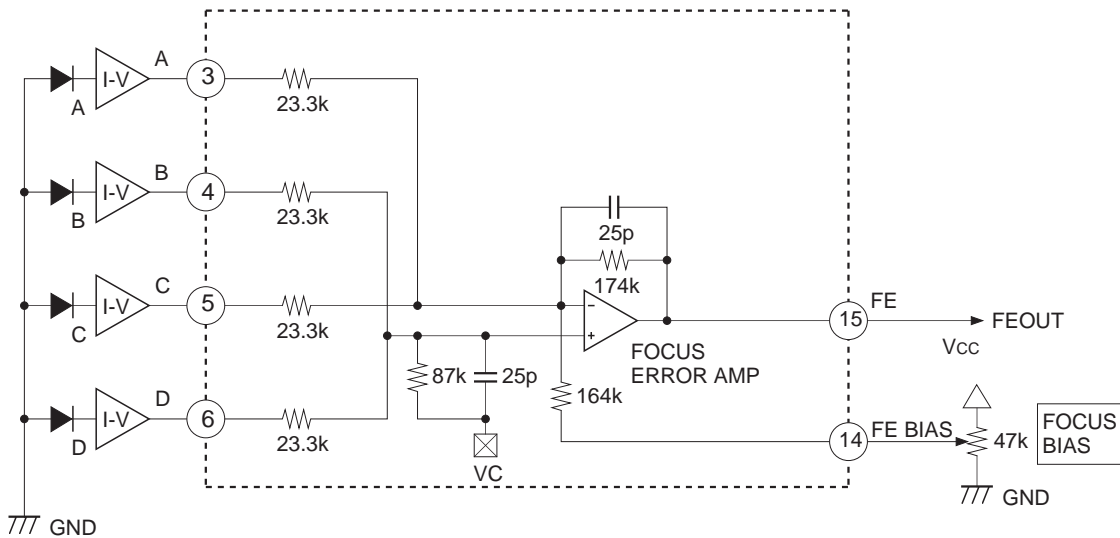 A
I-V
3
23.3k
A
B
I-V
4
23.3k
B
25p
174k
C
I-V
5
23.3k
C
−
+
15
FE
FEOUT
VCC
FOCUS
ERROR AMP
87k
25p
164k
D
I-V
6
23.3k
D
VC
14
FE BIAS
47k
FOCUS
BIAS
GND
GND